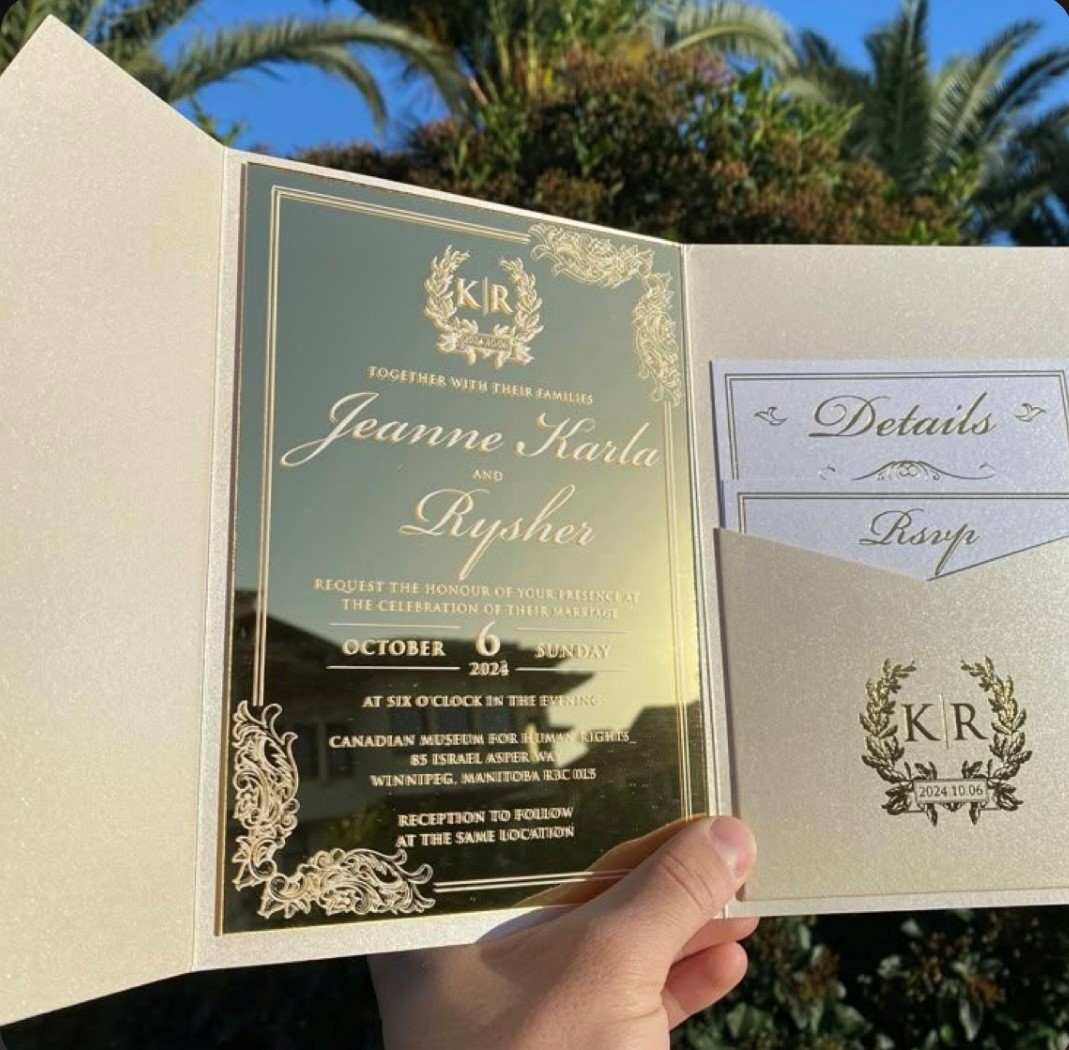 K|R
2024.10.06
TOGETHER WITH THEIR FAMILIES
Jeanne Karla
AND
Rysher
REQUEST THE HONOUR OF YOUR PRESENCE AT
THE CELEBRATION OF THEIR MARRIAGE
OCTOBER 6 SUNDAY
2024
AT SIX O'CLOCK IN THE EVENING
CANADIAN MUSEUM FOR HUMAN RIGHTS
85 ISRAEL ASPER WAY
WINNIPEG, MANITOBA R3C 0L5
RECEPTION TO FOLLOW
AT THE SAME LOCATION
Details
Rsvp
K|R
2024.10.06